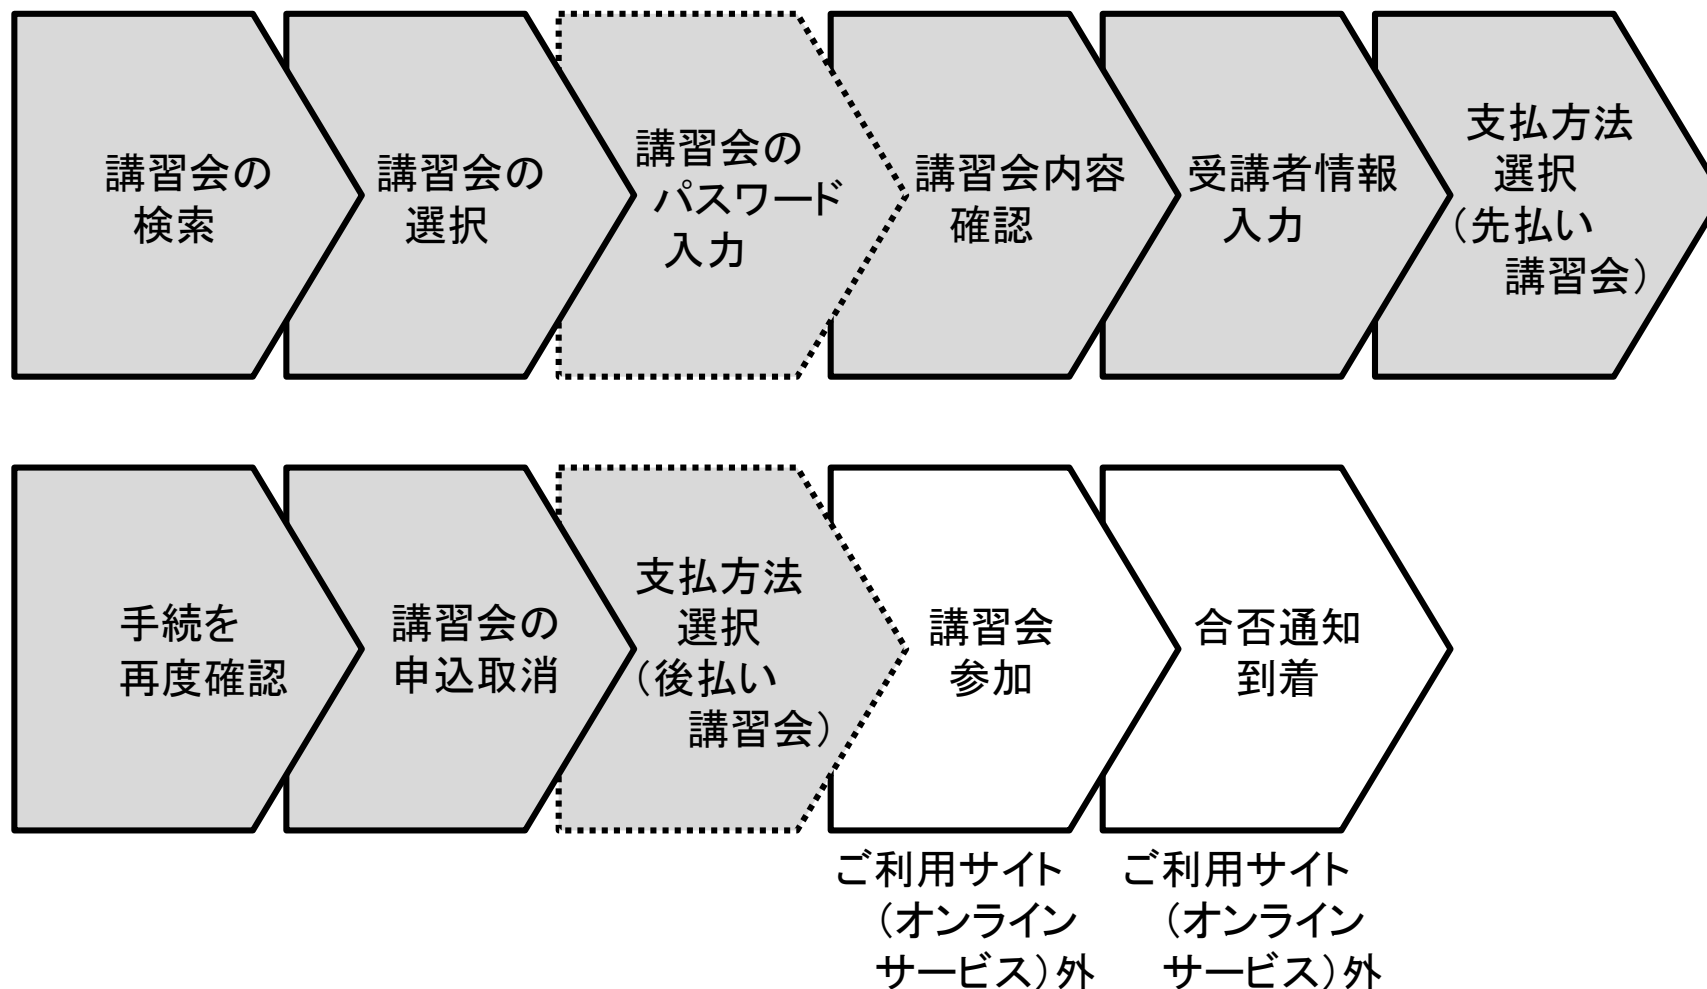 講習会の
検索
講習会の
選択
講習会の
パスワード
入力
講習会内容
確認
受講者情報
入力
支払方法
選択
（先払い
講習会）
手続を
再度確認
講習会の
申込取消
支払方法
選択
（後払い
講習会）
講習会
参加
合否通知
到着
ご利用サイト
（オンライン
サービス）外
ご利用サイト
（オンライン
サービス）外